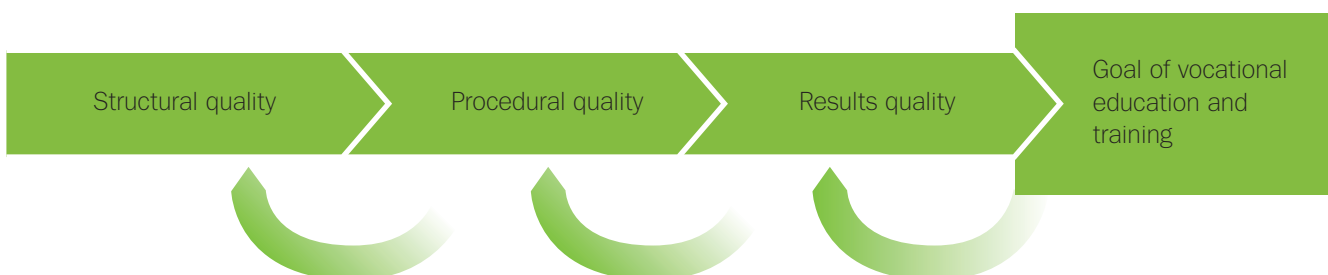 Structural quality
Procedural quality
Results quality
Goal of vocational
education and
training